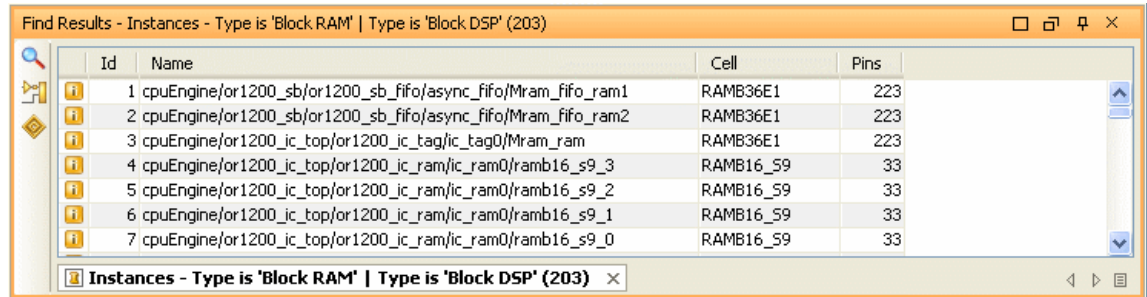 Find Results - Instances - Type is 'Block RAM' | Type is 'Block DSP' (203)
Id Name Cell Pins
1 cpuEngine/or1200_sb/or1200_sb_fifo/async_fifo/Mram_fifo_ram1 RAMB36E1 223
2 cpuEngine/or1200_sb/or1200_sb_fifo/async_fifo/Mram_fifo_ram2 RAMB36E1 223
3 cpuEngine/or1200_ic_top/or1200_ic_tag/ic_tag0/Mram_ram RAMB36E1 223
4 cpuEngine/or1200_ic_top/or1200_ic_ram/ic_ram0/ramb16_s9_3 RAMB16_S9 33
5 cpuEngine/or1200_ic_top/or1200_ic_ram/ic_ram0/ramb16_s9_2 RAMB16_S9 33
6 cpuEngine/or1200_ic_top/or1200_ic_ram/ic_ram0/ramb16_s9_1 RAMB16_S9 33
7 cpuEngine/or1200_ic_top/or1200_ic_ram/ic_ram0/ramb16_s9_0 RAMB16_S9 33
Instances - Type is 'Block RAM' | Type is 'Block DSP' (203)